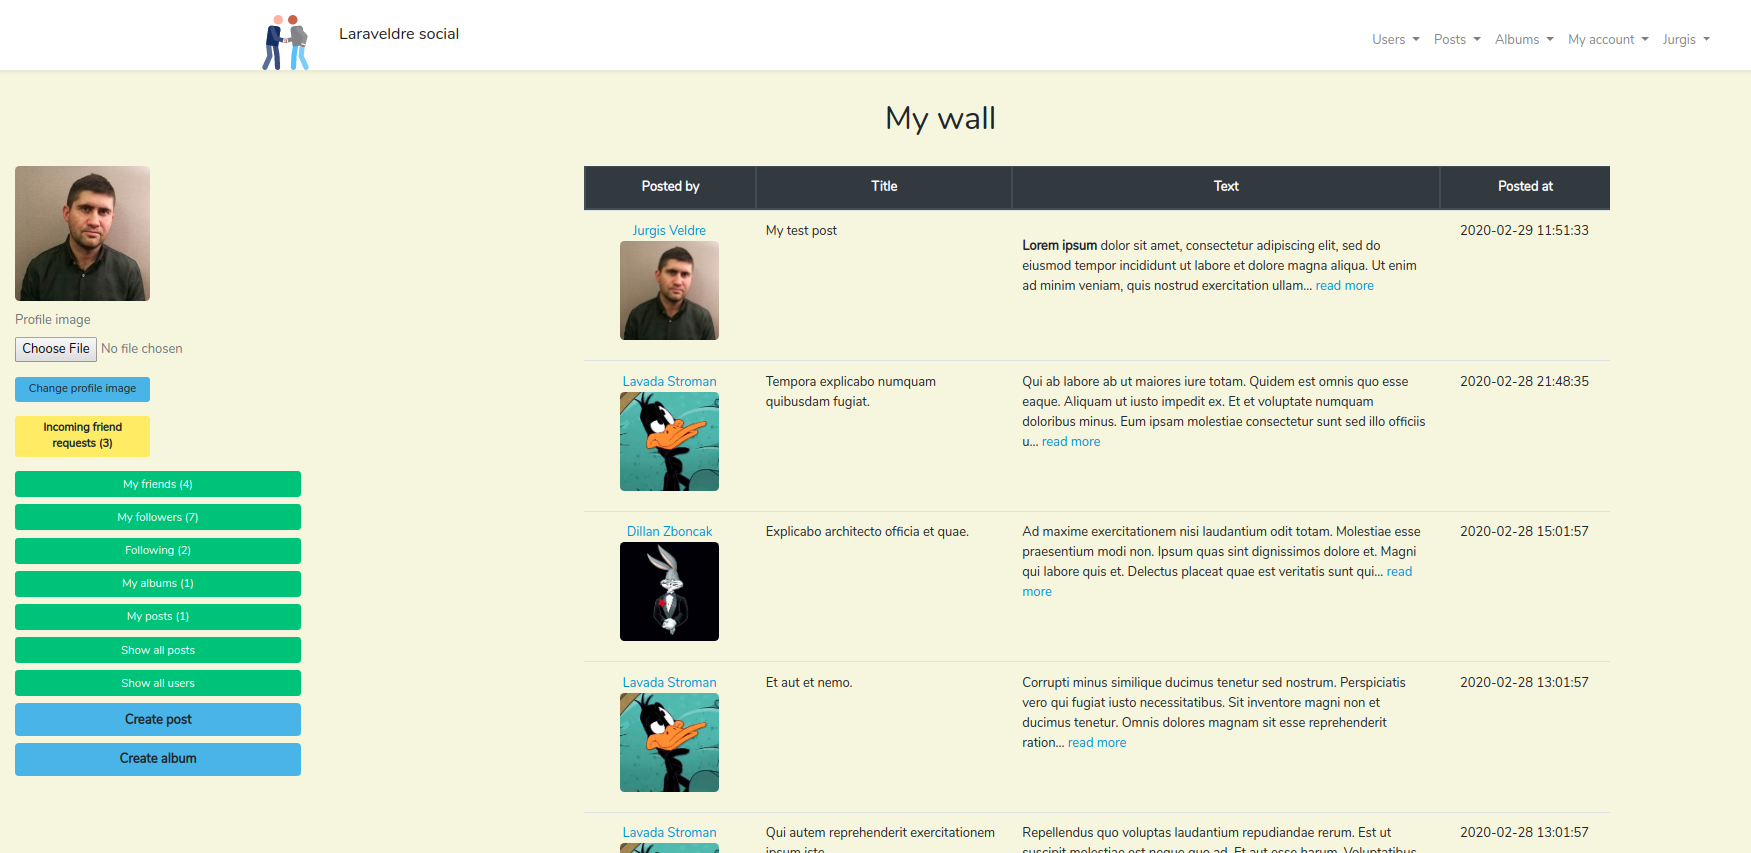 Laraveldre social
Users
Posts
Albums
My account
Jurgis
My wall
Profile image
Choose File No file chosen
Change profile image
Incoming friend
requests (3)
My friends (4)
My followers (7)
Following (2)
My albums (1)
My posts (1)
Show all posts
Show all users
Create post
Create album
Posted by
Title
Text
Posted at
Jurgis Veldre
My test post
Lorem ipsum dolor sit amet, consectetur adipiscing elit, sed do
eiusmod tempor incididunt ut labore et dolore magna aliqua. Ut enim
ad minim veniam, quis nostrud exercitation ullam... read more
2020-02-29 11:51:33
Lavada Stroman
Tempora explicabo numquam
quibusdam fugiat.
Qui ab labore ab ut maiores iure totam. Quidem est omnis quo esse
eaque. Aliquam ut iusto impedit ex. Et et voluptate numquam
doloribus minus. Eum ipsam molestiae consectetur sunt sed illo officiis
u... read more
2020-02-28 21:48:35
Dillan Zboncak
Explicabo architecto officia et quae.
Ad maxime exercitationem nisi laudantium odit totam. Molestiae esse
praesentium modi non. Ipsum quas sint dignissimos dolore et. Magni
qui labore quis et. Delectus placeat quae est veritatis sunt qui... read
more
2020-02-28 15:01:57
Lavada Stroman
Et aut et nemo.
Corrupti minus similique ducimus tenetur sed nostrum. Perspiciatis
vero qui fugiat iusto necessitatibus. Sit inventore magni non et
ducimus tenetur. Omnis dolores magnam sit esse reprehenderit
ration... read more
2020-02-28 13:01:57
Lavada Stroman
Qui autem reprehenderit exercitationem
ipsum iste
Repellendus quo voluptas laudantium repudiandae rerum. Est ut
suscipit molestiae est neque quo ad. Et aut esse harum. Voluptatibus
2020-02-28 13:01:57